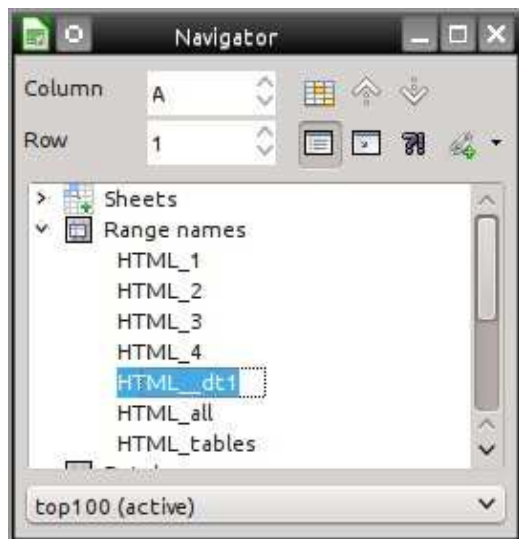 Navigator
Column A
Row 1
Sheets
Range names
HTML_1
HTML_2
HTML_3
HTML_4
HTML__dt1
HTML_all
HTML_tables
top100 (active)